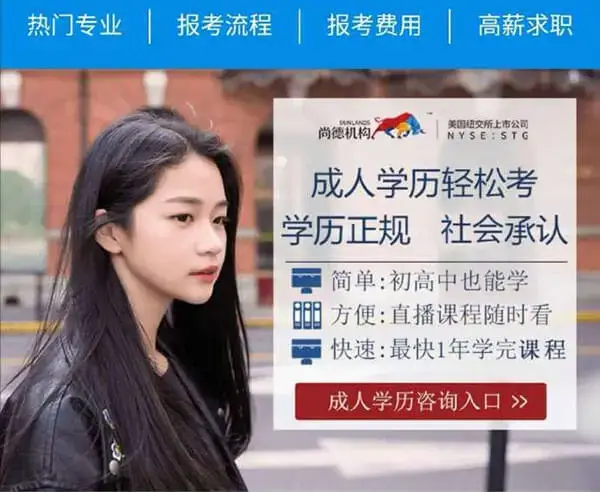 热门专业 报考流程 报考费用 高薪求职
SUNLANDS
尚德机构
美国纽交所上市公司
NYSE:STG
成人学历轻松考
学历正规 社会承认
简单:初高中也能学
方便:直播课程随时看
快速:最快1年学完课程
成人学历咨询入口 >>